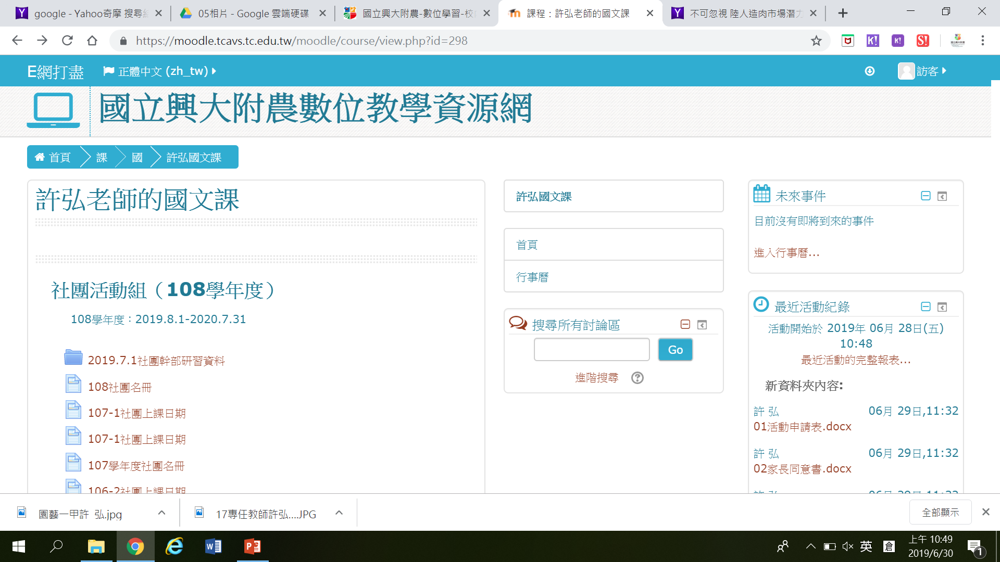 google - Yahoo奇摩 搜尋
05相片 - Google 雲端硬碟
國立興大附農-數位學習-校
課程：許弘老師的國文課
不可忽視 陸人造肉市場潛力
https://moodle.tcavs.tc.edu.tw/moodle/course/view.php?id=298
E網打盡
正體中文 (zh_tw)
訪客
國立興大附農數位教學資源網
首頁
課
國
許弘國文課
許弘老師的國文課
社團活動組（108學年度）
108學年度：2019.8.1-2020.7.31
2019.7.1社團幹部研習資料
108社團名冊
107-1社團上課日期
107-1社團上課日期
107學年度社團名冊
106-2社團上課日期
許弘國文課
首頁
行事曆
搜尋所有討論區
Go
進階搜尋
未來事件
目前沒有即將到來的事件
進入行事曆...
最近活動紀錄
活動開始於 2019年 06月 28日(五)
10:48
最近活動的完整報表...
新資料夾內容:
許 弘
06月 29日,11:32
01活動申請表.docx
許 弘
06月 29日,11:32
02家長同意書.docx
許 弘
06月 29日,11:32
園藝一甲許 弘.jpg
17專任教師許弘....JPG
全部顯示
英
倉
上午 10:49
2019/6/30
1